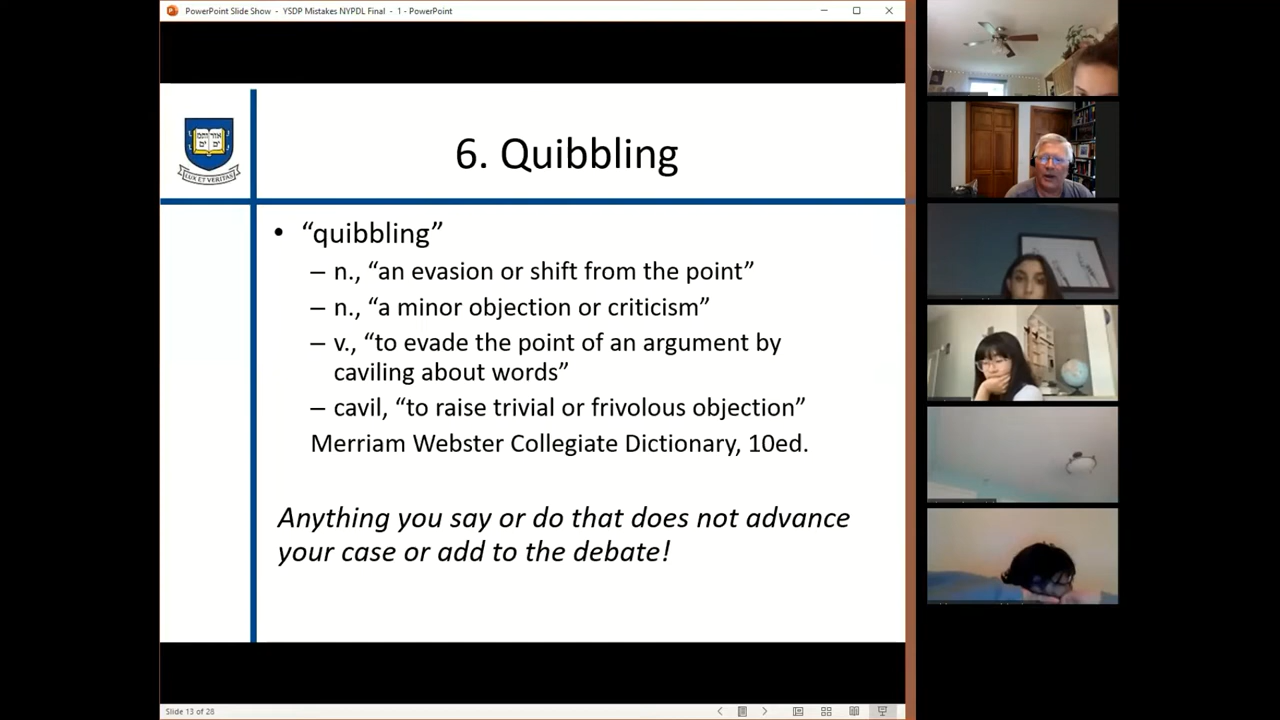 PowerPoint Slide Show - YSDP Mistakes NYPDL Final - 1 - PowerPoint
LUX ET VERITAS
6. Quibbling
• “quibbling”
– n., “an evasion or shift from the point”
– n., “a minor objection or criticism”
– v., “to evade the point of an argument by
caviling about words”
– cavil, “to raise trivial or frivolous objection”
Merriam Webster Collegiate Dictionary, 10ed.
Anything you say or do that does not advance
your case or add to the debate!
Slide 13 of 28